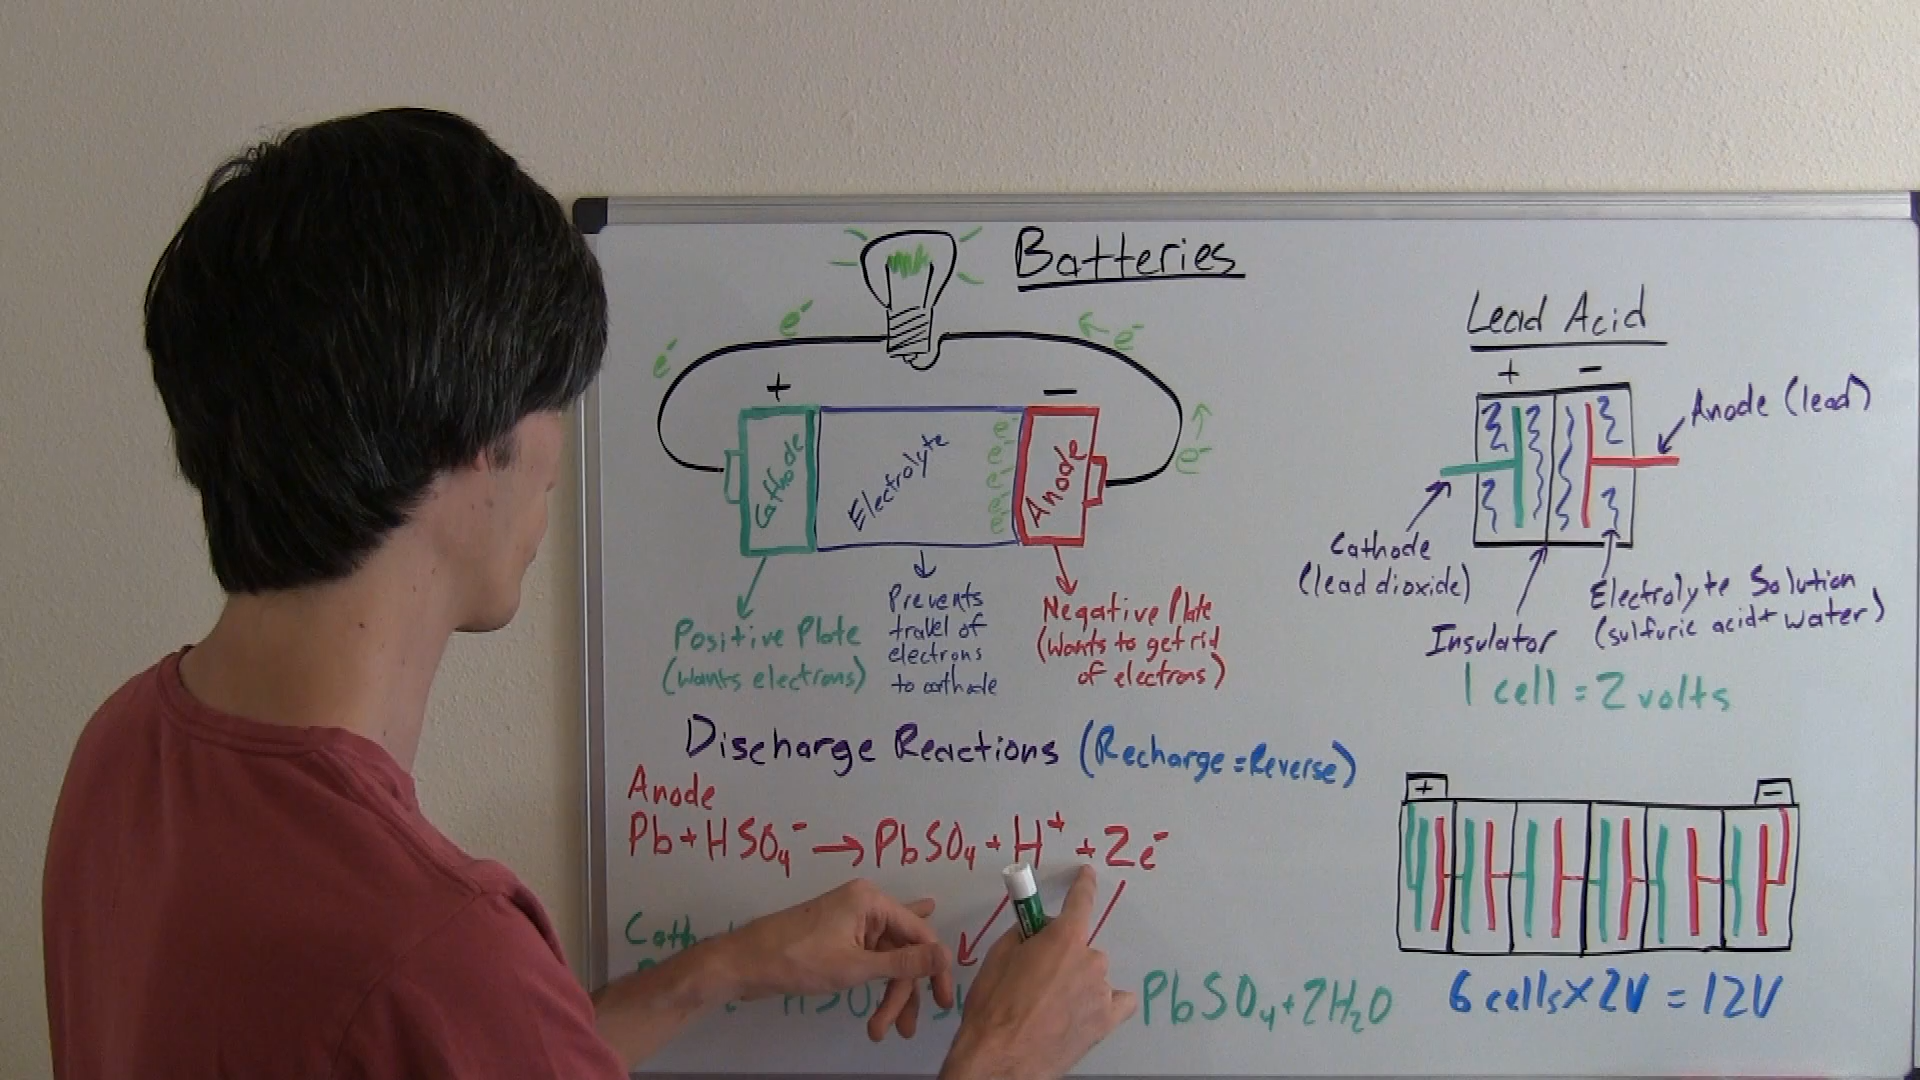 Batteries
e⁻
e⁻
e⁻
e⁻
+
−
Cathode
Electrolyte
e⁻
e⁻
e⁻
e⁻
e⁻
Anode
Positive Plate
(Wants electrons)
Prevents
travel of
electrons
to cathode
Negative Plate
(Wants to get rid
of electrons)
Discharge Reactions (Recharge=Reverse)
Anode
Pb+HSO₄⁻→PbSO₄+H⁺+2e⁻
HSO PbSO₄+2H₂O
Lead Acid
+ −
Anode (lead)
Cathode
(lead dioxide)
Insulator
Electrolyte Solution
(sulfuric acid+water)
1 cell = 2 volts
+ −
6 cells×2V=12V